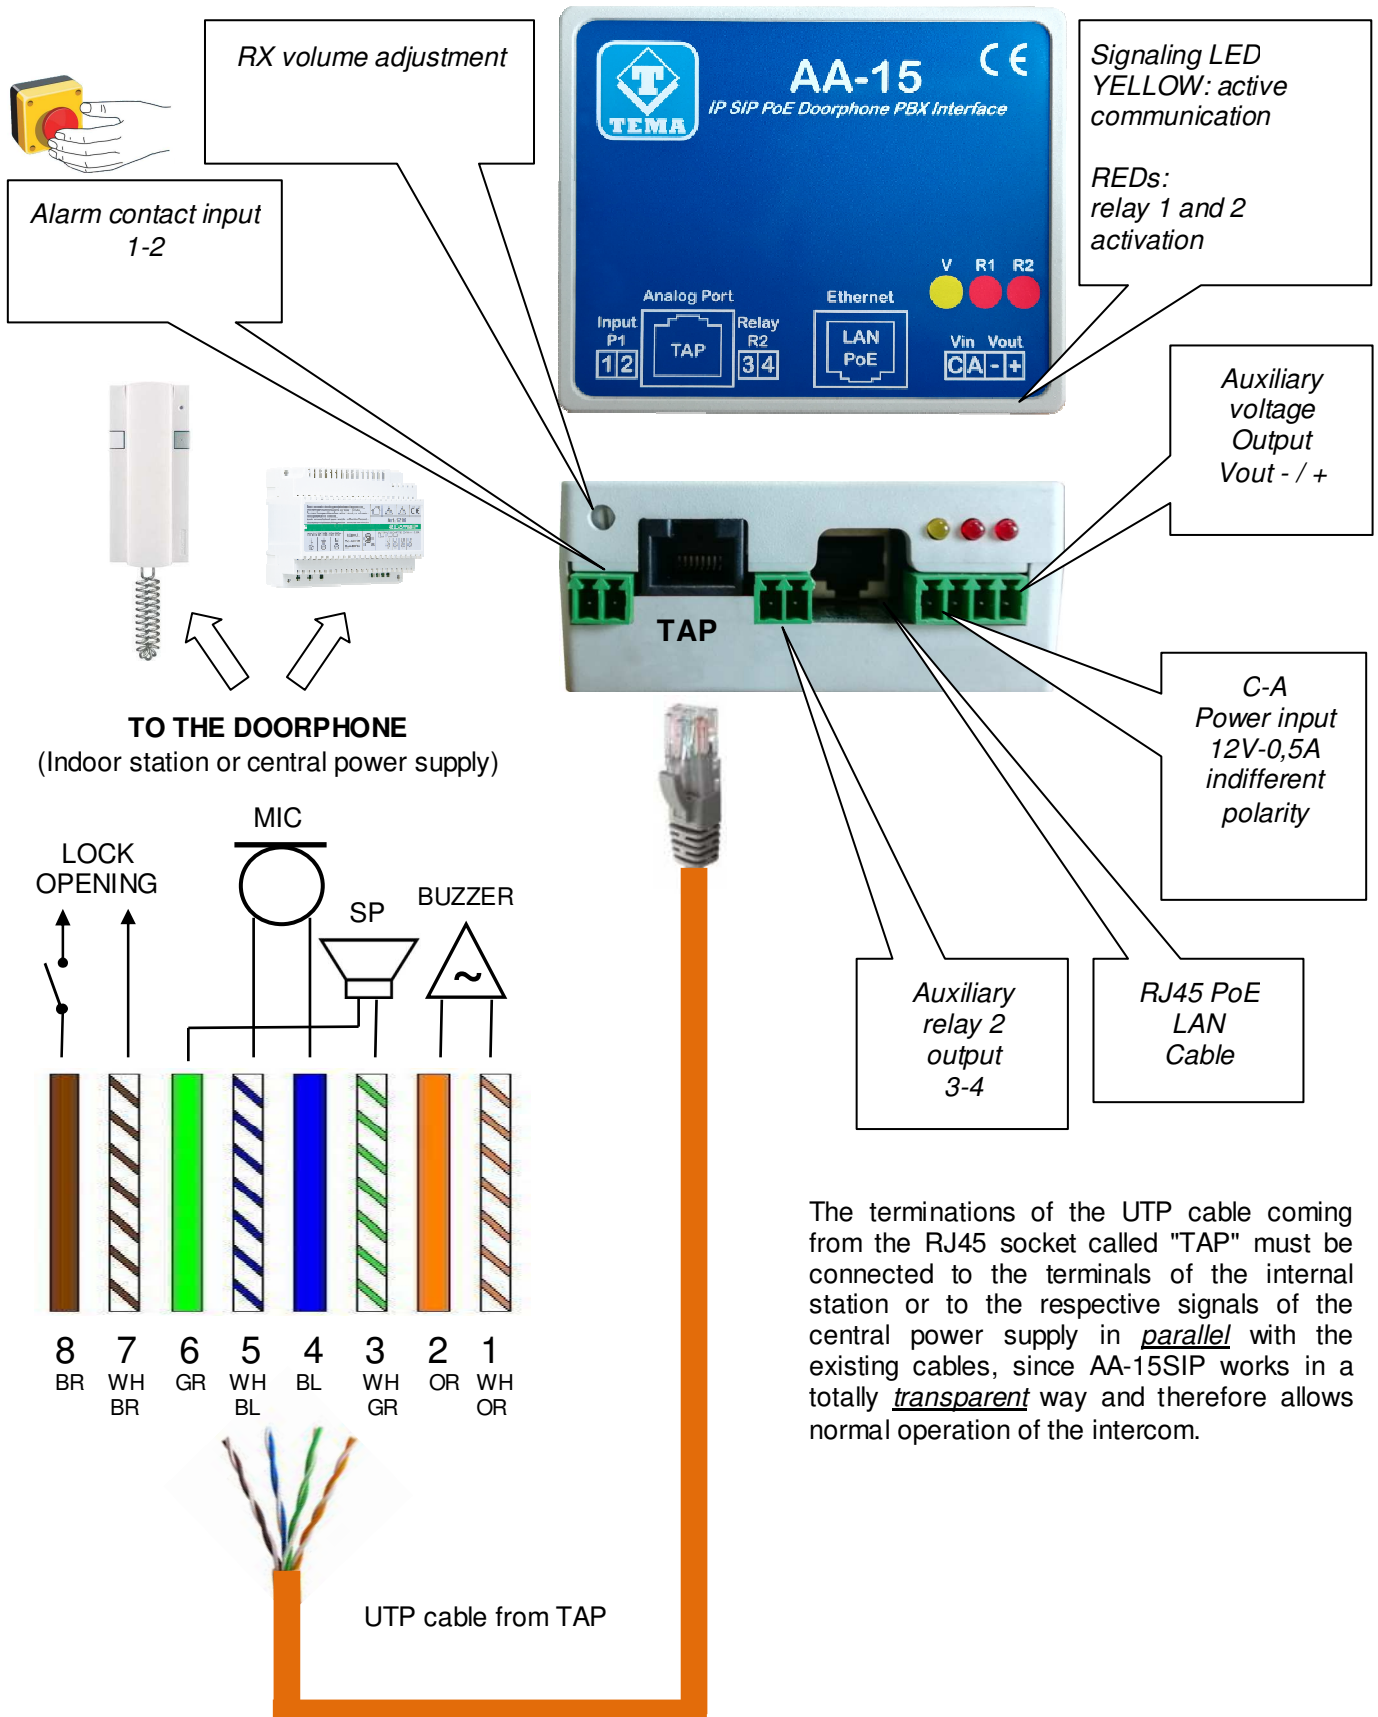 RX volume adjustment
Alarm contact input
1-2
TEMA
AA-15
IP SIP PoE Doorphone PBX Interface
CE
V R1 R2
Analog Port
Ethernet
Input
P1
1 2
TAP
Relay
R2
3 4
LAN
PoE
Vin Vout
C A - +
Signaling LED
YELLOW: active
communication
REDs:
relay 1 and 2
activation
Auxiliary
voltage
Output
Vout - / +
TAP
C-A
Power input
12V-0,5A
indifferent
polarity
TO THE DOORPHONE
(Indoor station or central power supply)
LOCK
OPENING
MIC
SP
BUZZER
~
Auxiliary
relay 2
output
3-4
RJ45 PoE
LAN
Cable
8 7 6 5 4 3 2 1
BR WH GR WH BL WH OR WH
BR BL GR OR
The terminations of the UTP cable coming
from the RJ45 socket called "TAP" must be
connected to the terminals of the internal
station or to the respective signals of the
central power supply in parallel with the
existing cables, since AA-15SIP works in a
totally transparent way and therefore allows
normal operation of the intercom.
UTP cable from TAP